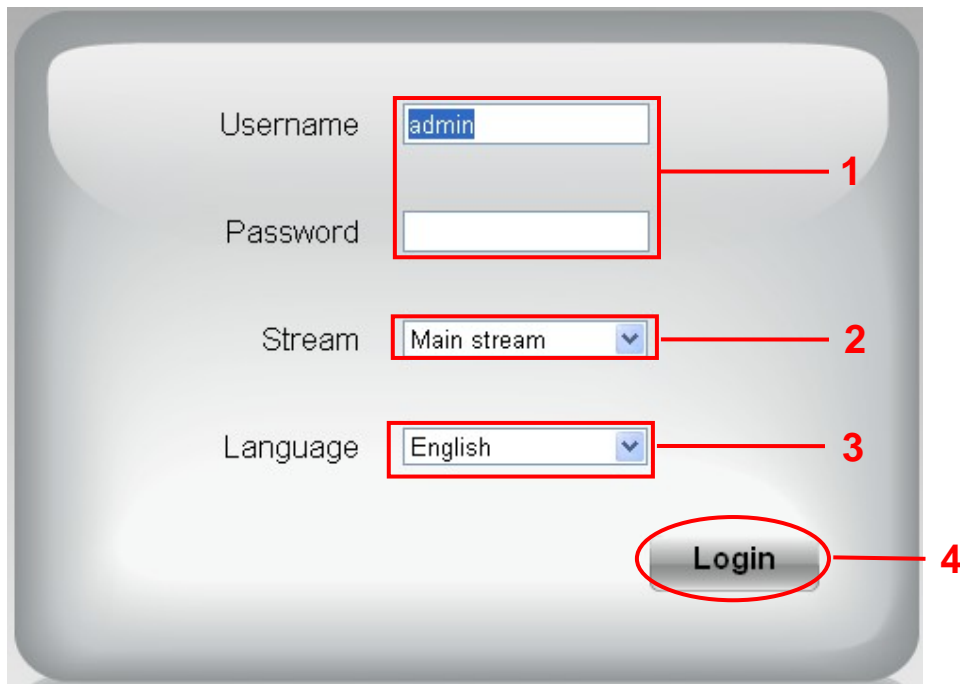 Username admin
1
Password
Stream Main stream 2
Language English 3
Login 4